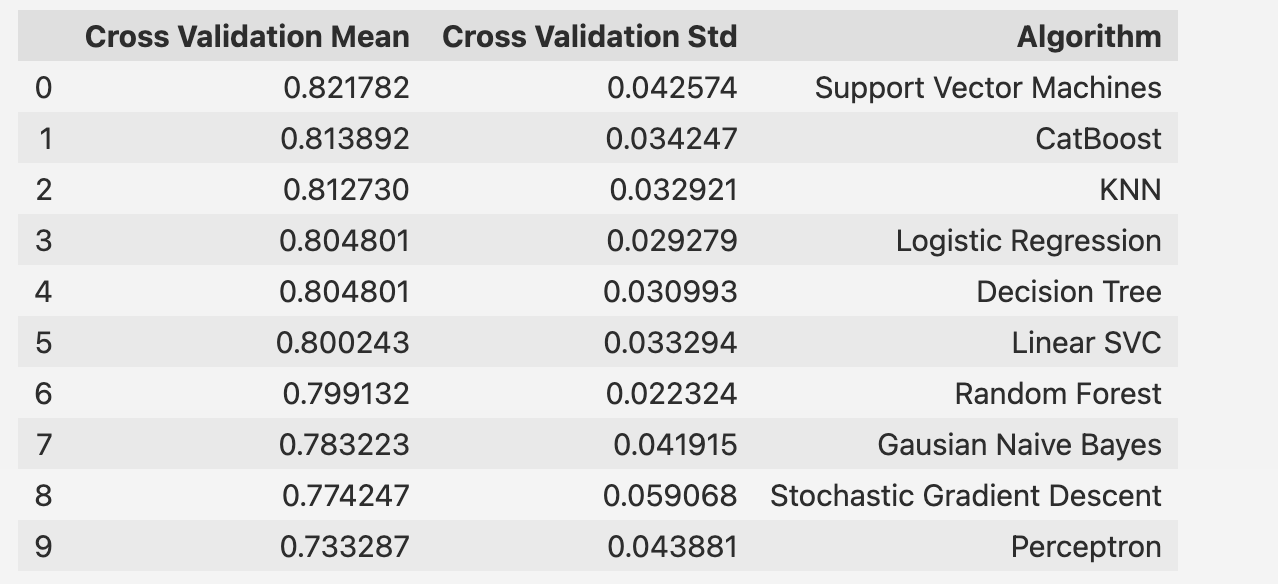 Cross Validation Mean Cross Validation Std Algorithm
0 0.821782 0.042574 Support Vector Machines
1 0.813892 0.034247 CatBoost
2 0.812730 0.032921 KNN
3 0.804801 0.029279 Logistic Regression
4 0.804801 0.030993 Decision Tree
5 0.800243 0.033294 Linear SVC
6 0.799132 0.022324 Random Forest
7 0.783223 0.041915 Gausian Naive Bayes
8 0.774247 0.059068 Stochastic Gradient Descent
9 0.733287 0.043881 Perceptron